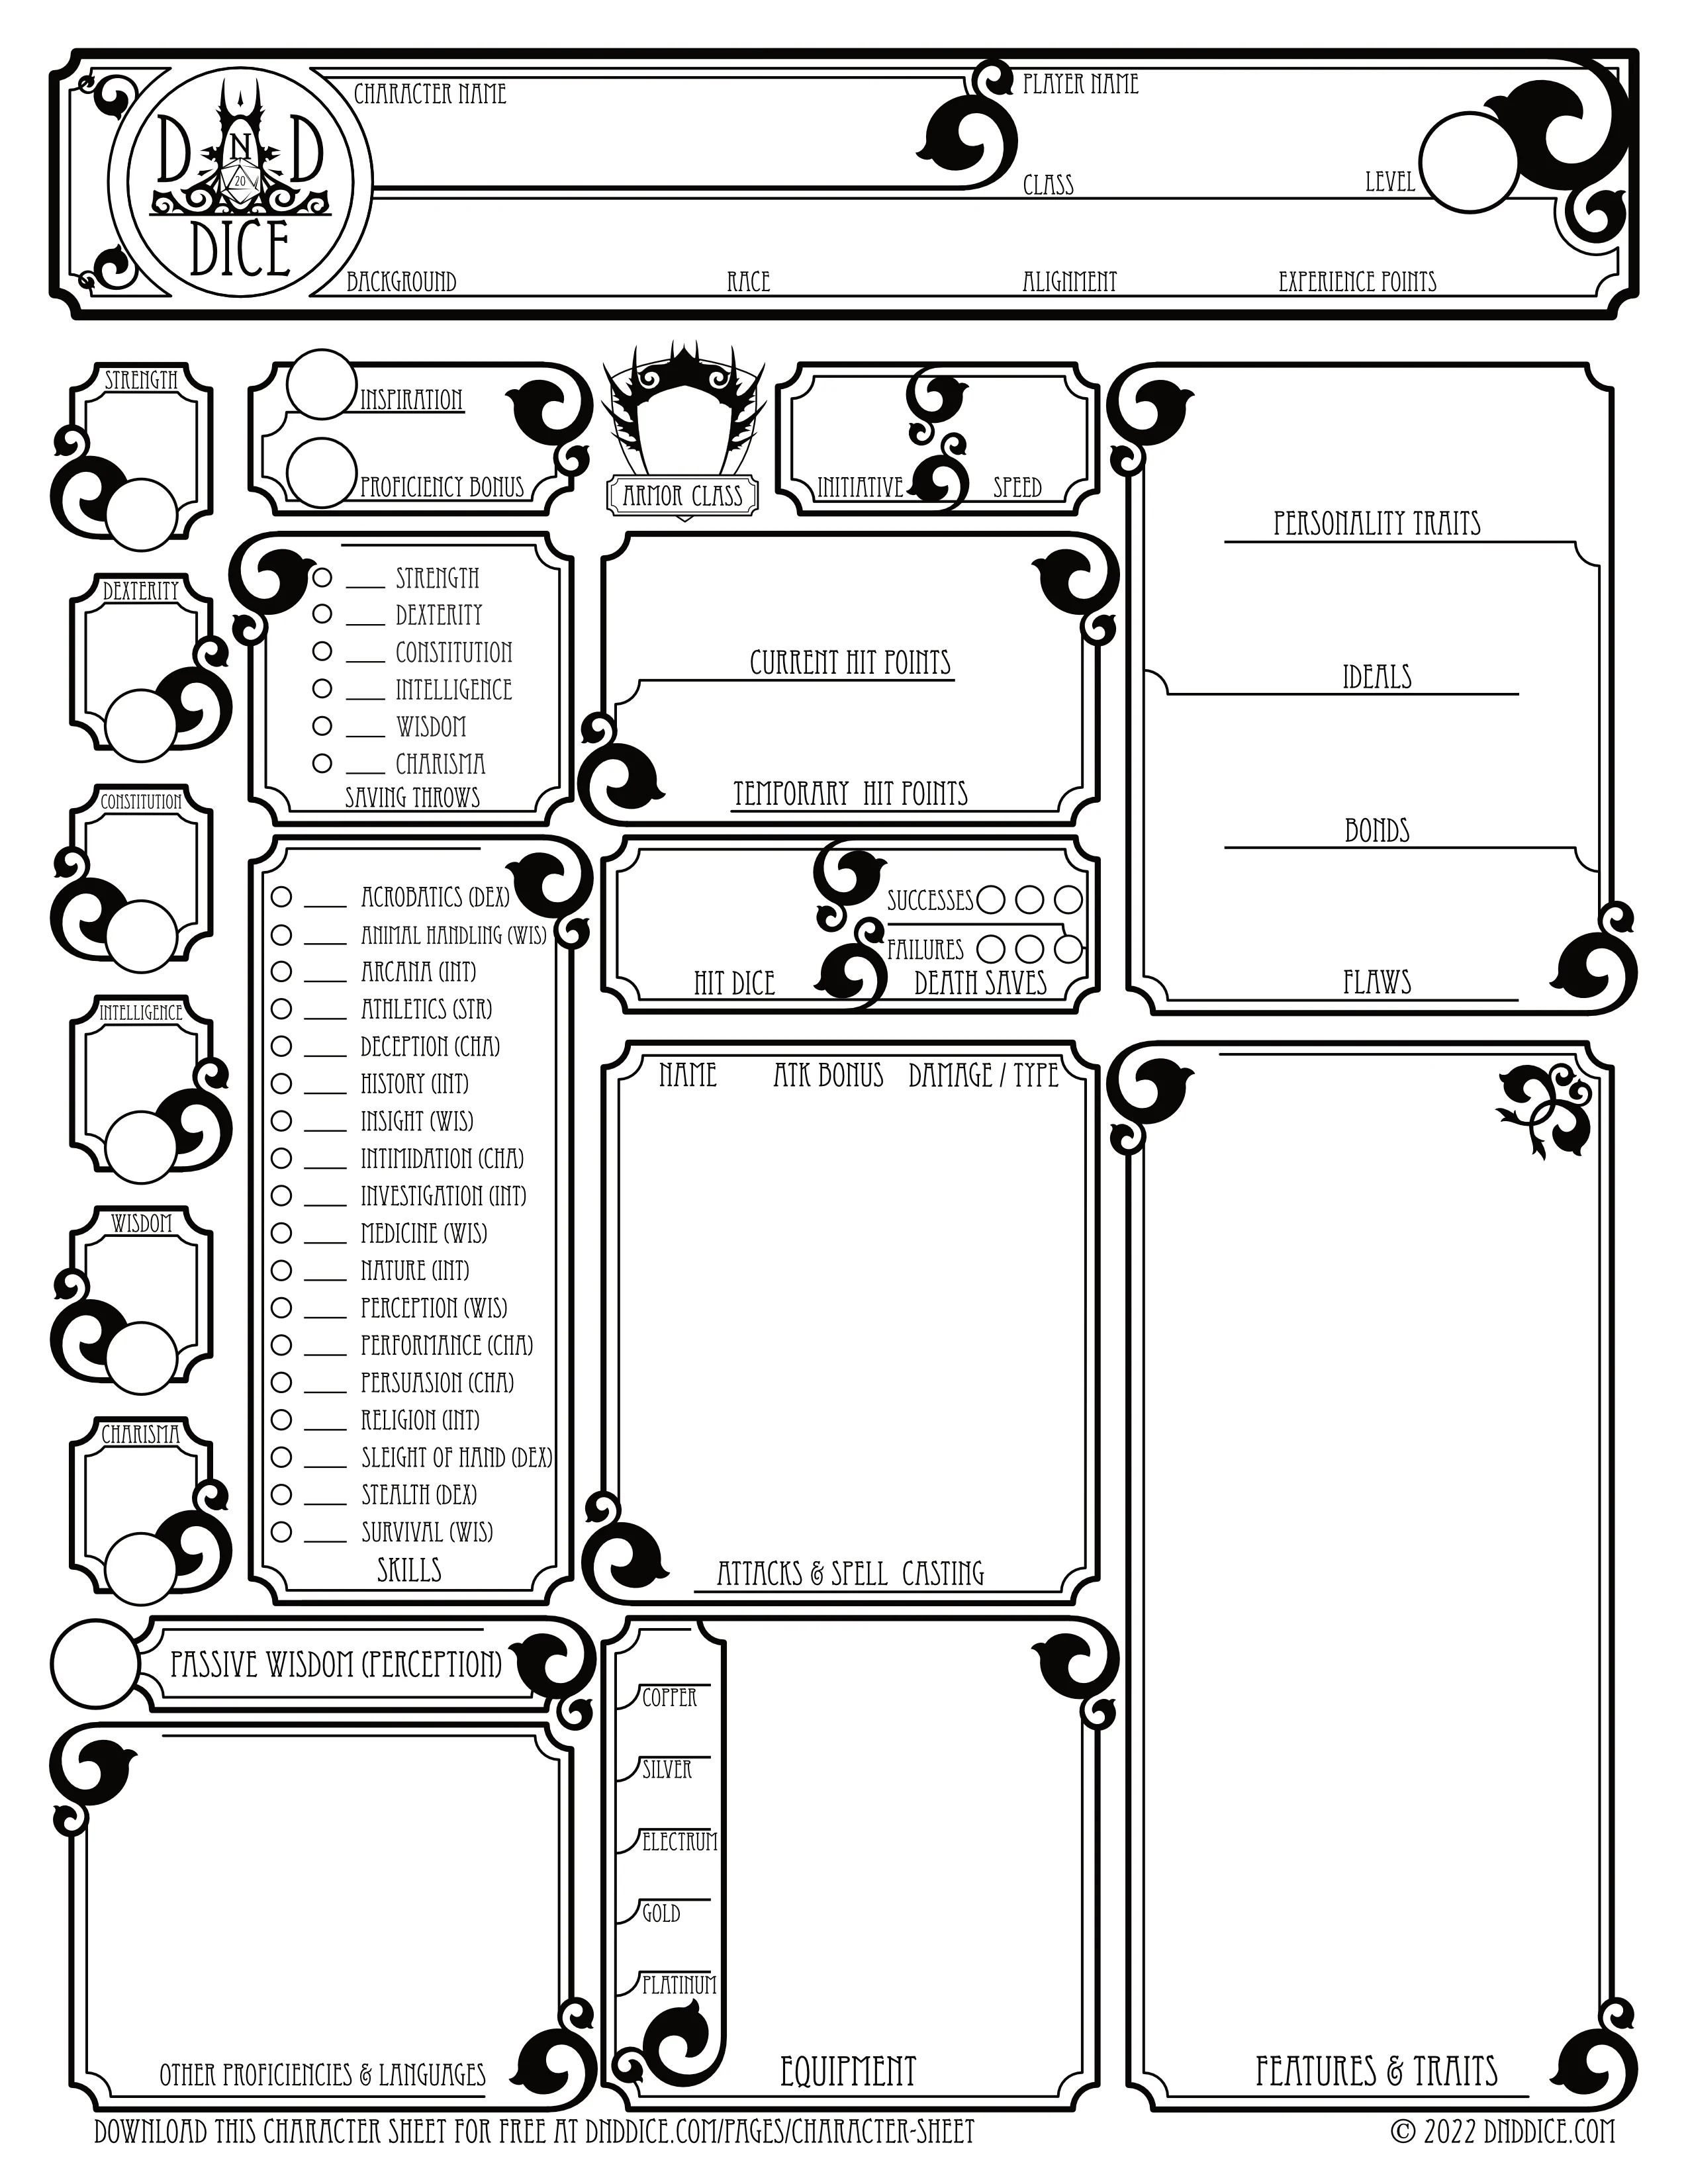 CHARACTER NAME
PLAYER NAME
D N D
20
DICE
CLASS
LEVEL
BACKGROUND RACE ALIGNMENT EXPERIENCE POINTS
STRENGTH
DEXTERITY
CONSTITUTION
INTELLIGENCE
WISDOM
CHARISMA
INSPIRATION
PROFICIENCY BONUS
ARMOR CLASS
INITIATIVE SPEED
STRENGTH
DEXTERITY
CONSTITUTION
INTELLIGENCE
WISDOM
CHARISMA
SAVING THROWS
CURRENT HIT POINTS
TEMPORARY HIT POINTS
PERSONALITY TRAITS
IDEALS
BONDS
FLAWS
ACROBATICS (DEX)
ANIMAL HANDLING (WIS)
ARCANA (INT)
ATHLETICS (STR)
DECEPTION (CHA)
HISTORY (INT)
INSIGHT (WIS)
INTIMIDATION (CHA)
INVESTIGATION (INT)
MEDICINE (WIS)
NATURE (INT)
PERCEPTION (WIS)
PERFORMANCE (CHA)
PERSUASION (CHA)
RELIGION (INT)
SLEIGHT OF HAND (DEX)
STEALTH (DEX)
SURVIVAL (WIS)
SKILLS
SUCCESSES
FAILURES
HIT DICE DEATH SAVES
NAME ATK BONUS DAMAGE / TYPE
ATTACKS & SPELL CASTING
PASSIVE WISDOM (PERCEPTION)
OTHER PROFICIENCIES & LANGUAGES
COPPER
SILVER
ELECTRUM
GOLD
PLATINUM
EQUIPMENT
FEATURES & TRAITS
DOWNLOAD THIS CHARACTER SHEET FOR FREE AT DNDDICE.COM/PAGES/CHARACTER-SHEET
© 2022 DNDDICE.COM